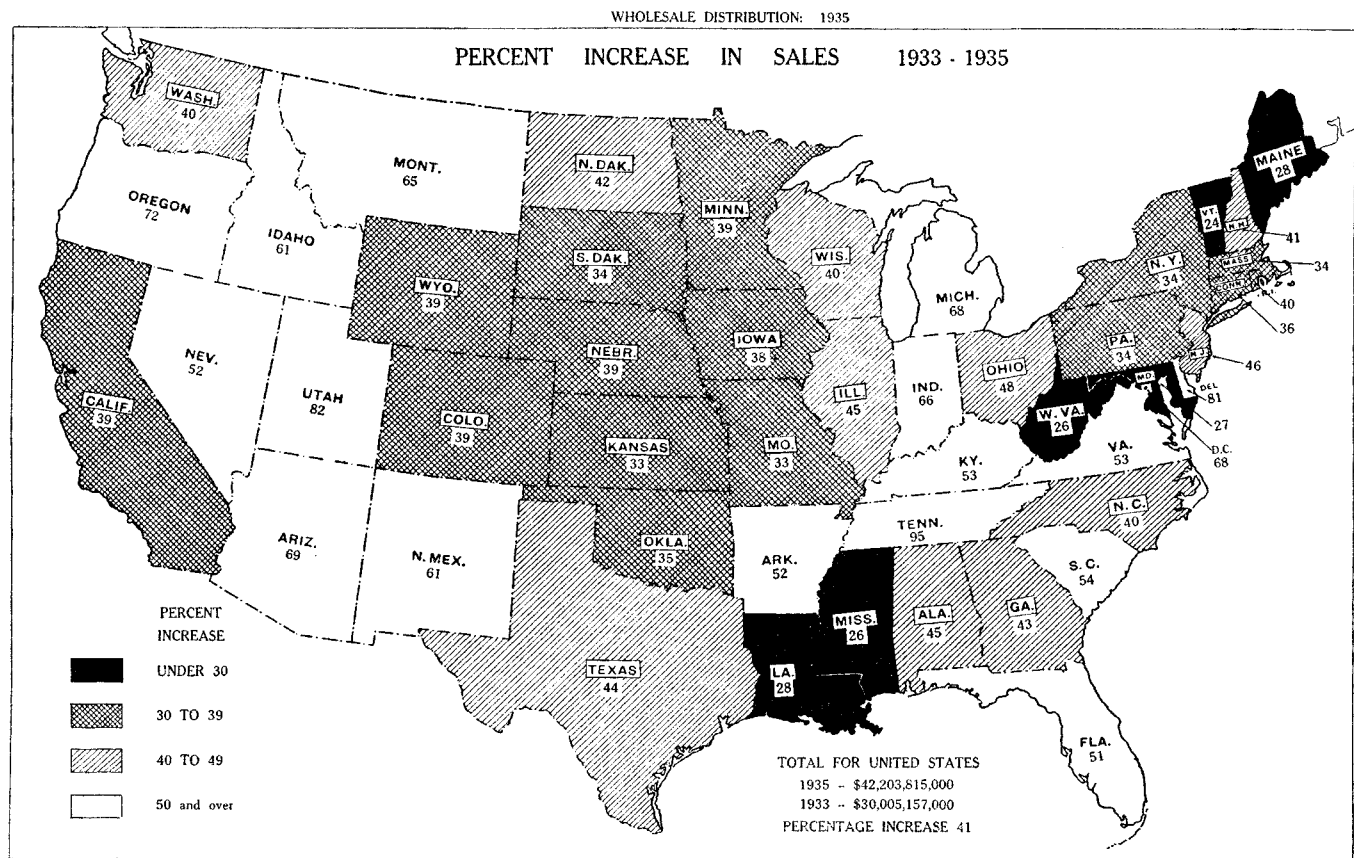 WHOLESALE DISTRIBUTION: 1935
PERCENT INCREASE IN SALES 1933 - 1935
WASH.
40
MONT.
65
N. DAK.
42
MINN.
39
MAINE
28
OREGON
72
IDAHO
61
VT.
24
N.H.
41
S. DAK.
34
WIS.
40
N.Y.
34
MASS.
34
WYO.
39
CONN.
R.I.
40
36
MICH.
68
IOWA
38
NEBR.
39
PA.
34
N.J.
46
NEV.
52
UTAH
82
OHIO
48
IND.
66
ILL.
45
MD.
DEL
81
27
D.C.
68
CALIF.
39
COLO.
39
W. VA.
26
KANSAS
33
MO.
33
VA.
53
KY.
53
N.C.
40
TENN.
95
ARIZ.
69
N. MEX.
61
OKLA.
35
ARK.
52
S. C.
54
MISS.
26
ALA.
45
GA.
43
TEXAS
44
LA.
28
FLA.
51
PERCENT
INCREASE
UNDER 30
30 TO 39
40 TO 49
50 and over
TOTAL FOR UNITED STATES
1935 -- $42,203,815,000
1933 -- $30,005,157,000
PERCENTAGE INCREASE 41